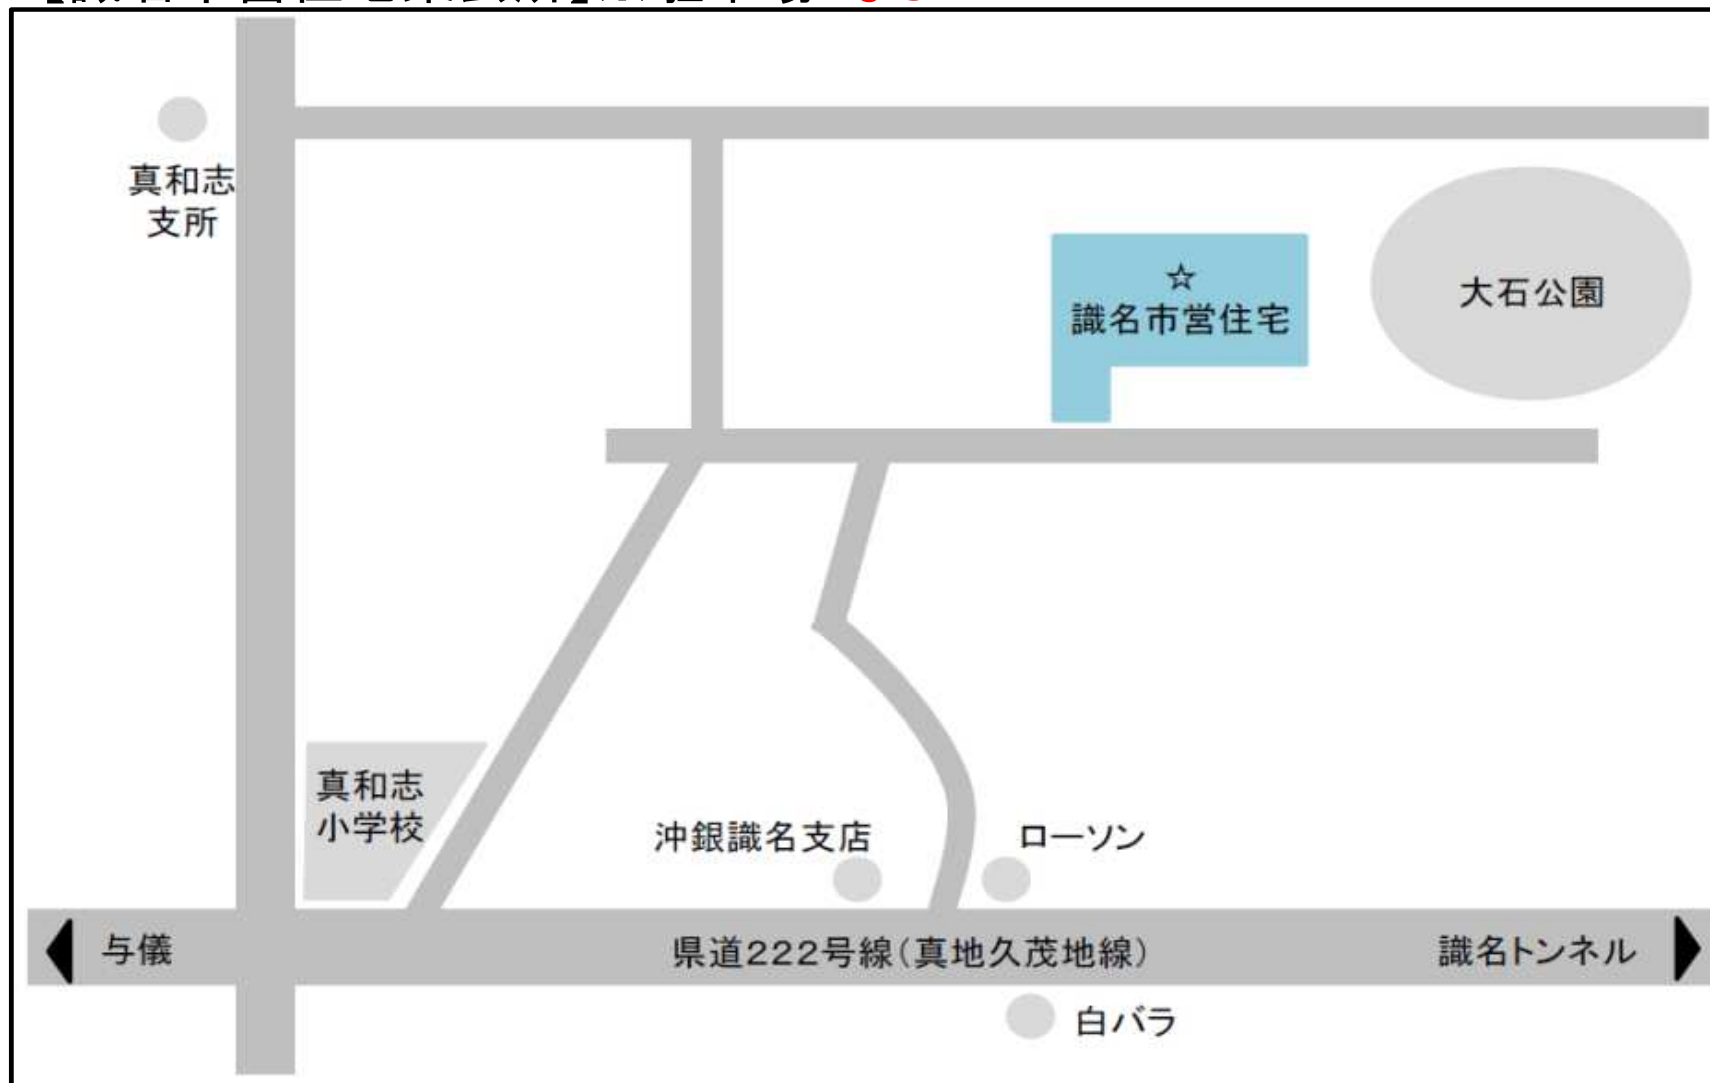 真和志
支所
☆
識名市営住宅
大石公園
真和志
小学校
沖銀識名支店
ローソン
与儀
県道222号線(真地久茂地線)
識名トンネル
白バラ